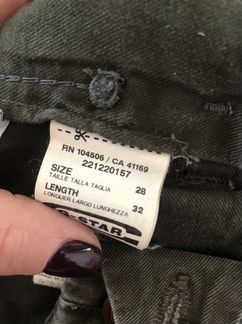 RN 104506 / CA 41169
221220157
SIZE 28
TAILLE TALLA TAGLIA
LENGTH 32
LONGUER LARGO LUNGHEZZA
G-STAR